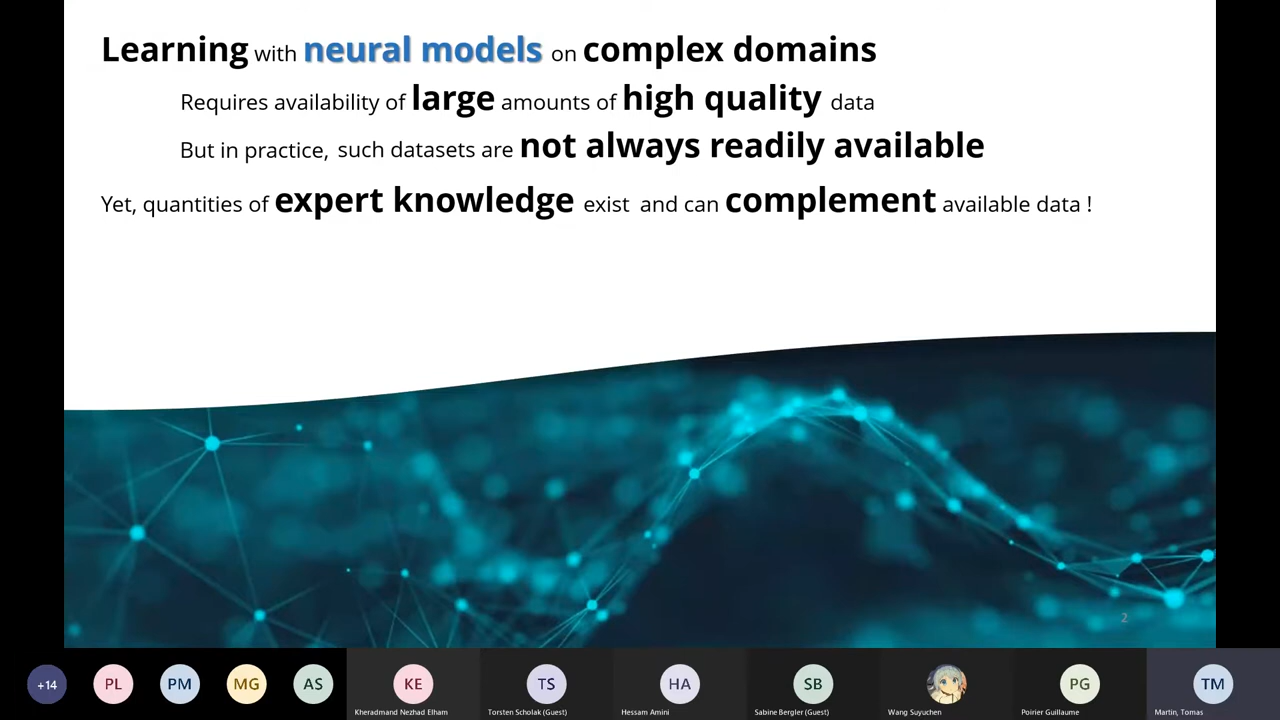 Learning with neural models on complex domains
Requires availability of large amounts of high quality data
But in practice, such datasets are not always readily available
Yet, quantities of expert knowledge exist and can complement available data !
2
+14
PL
PM
MG
AS
KE
TS
HA
SB
PG
TM
Kheradmand Nezhad Elham
Torsten Scholak (Guest)
Hessam Amini
Sabine Bergler (Guest)
Wang Suyuchen
Poirier Guillaume
Martin, Tomas